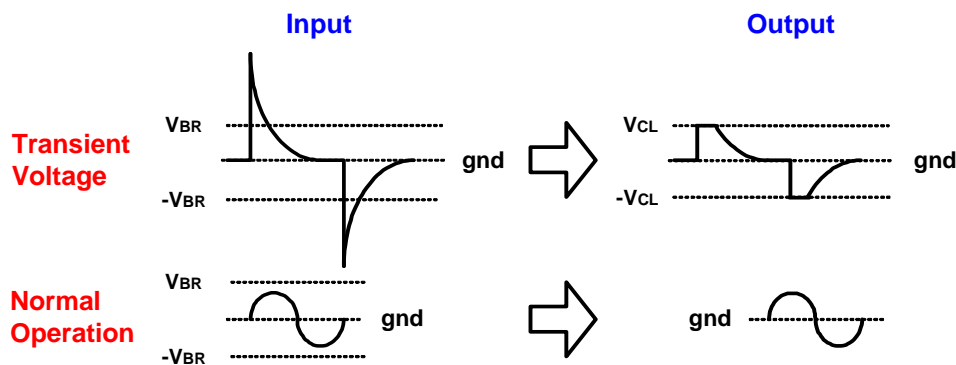 Input
Output
VBR
VCL
Transient
Voltage
gnd
gnd
-VBR
-VCL
VBR
Normal
Operation
gnd
gnd
-VBR